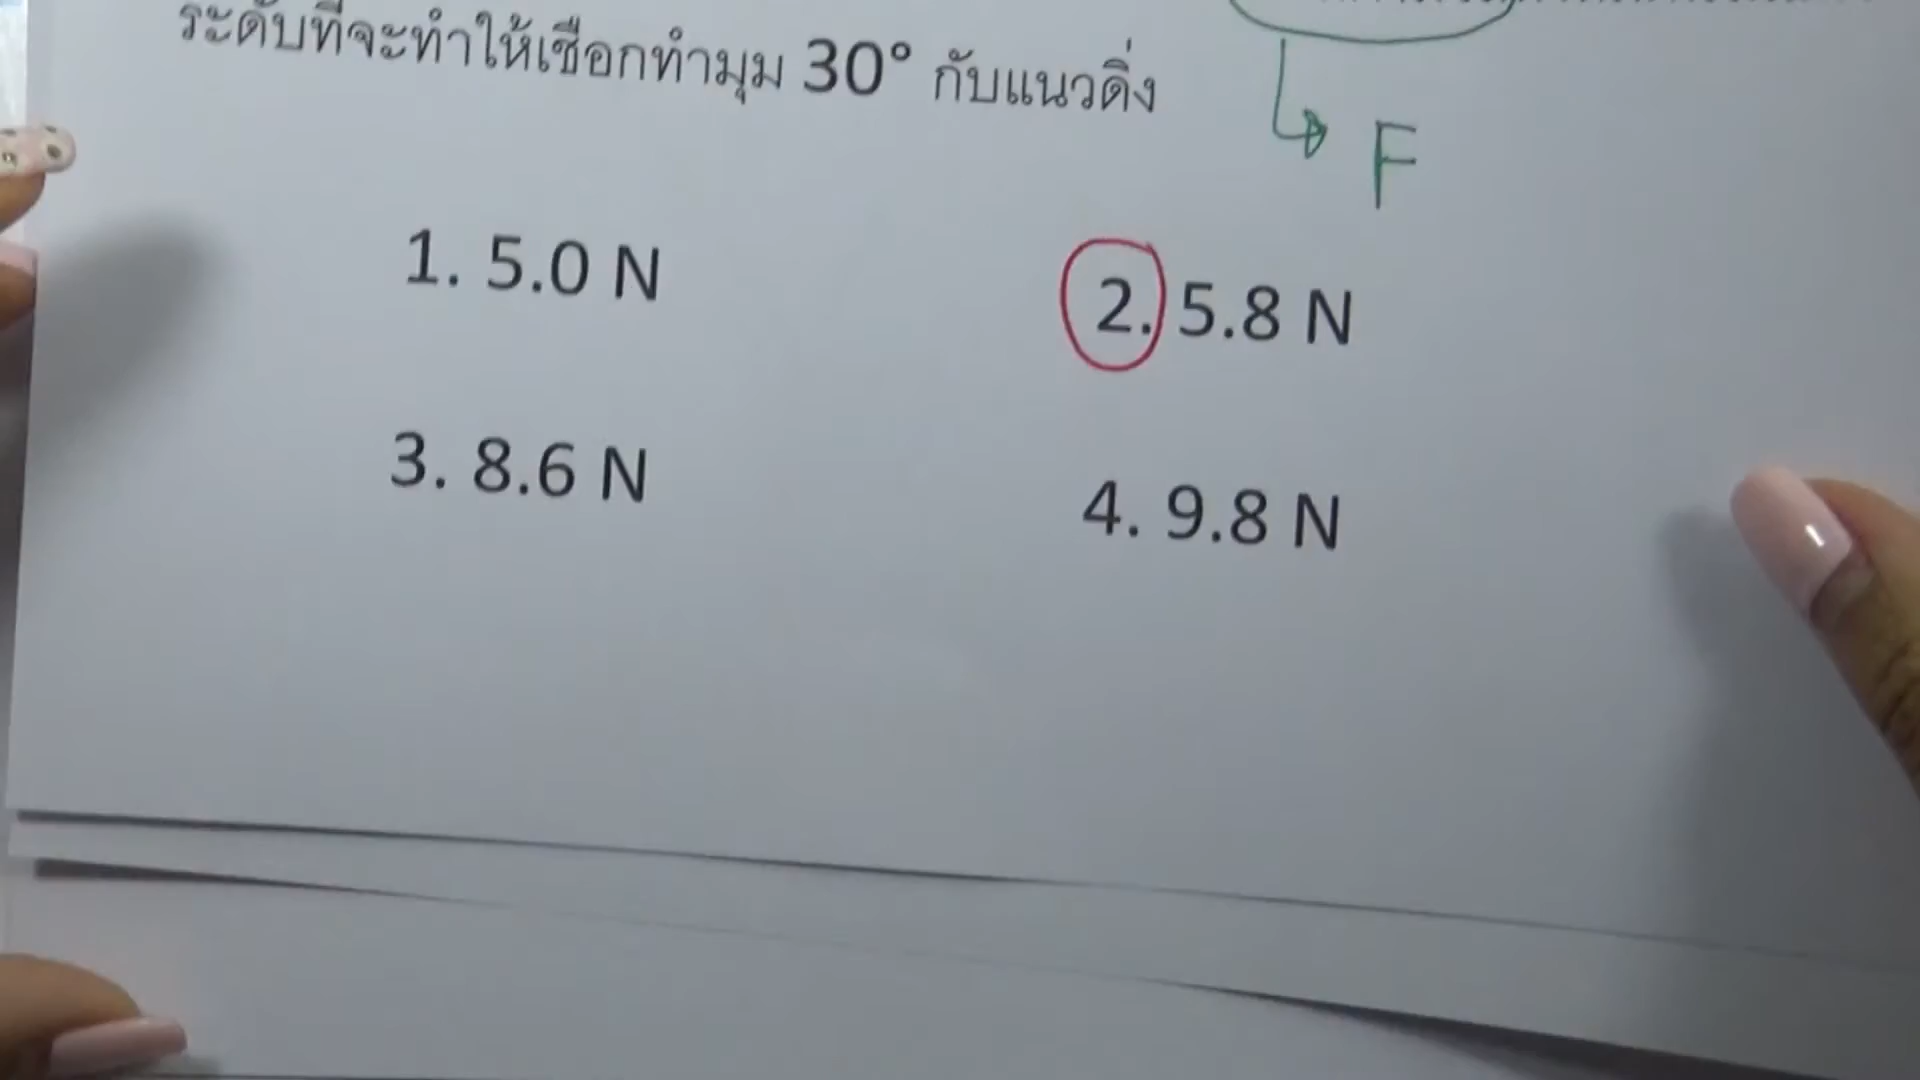 ระดับที่จะทำให้เชือกทำมุม 30° กับแนวดิ่ง
F
1. 5.0 N
2. 5.8 N
3. 8.6 N
4. 9.8 N